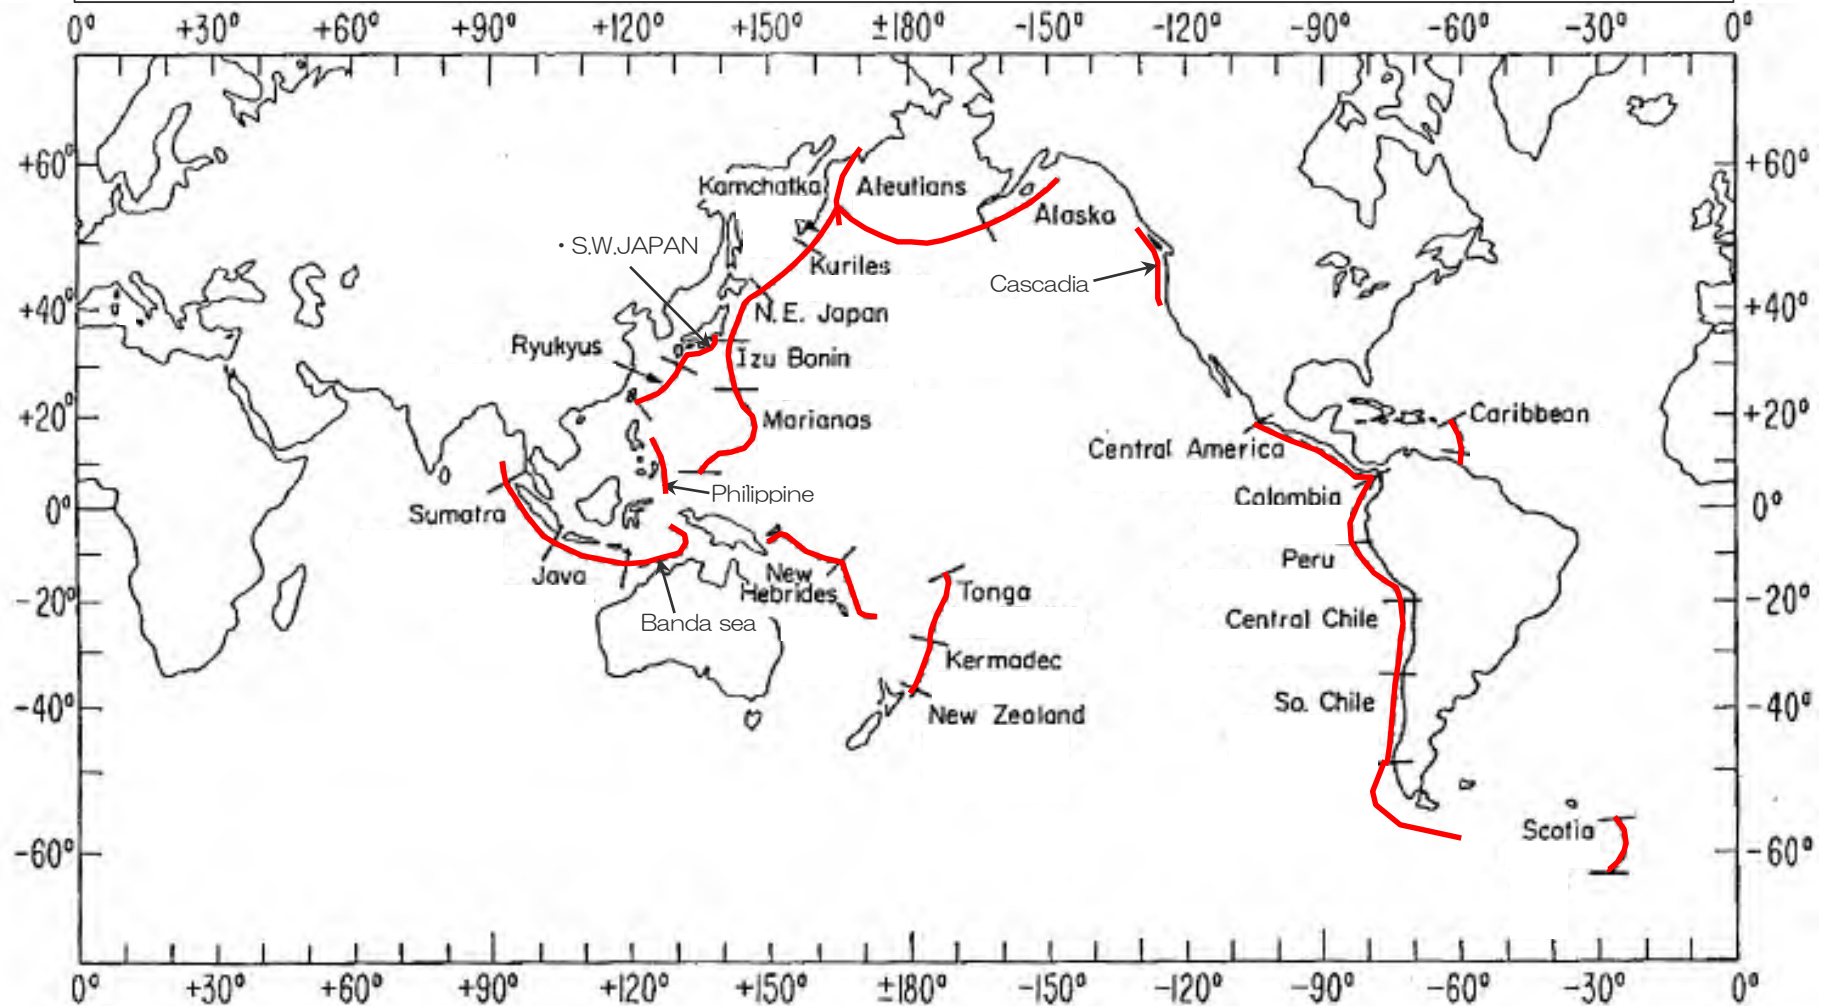 0° +30° +60° +90° +120° +150° ±180° −150° −120° −90° −60° −30° 0°
+60° +60°
Kamchatka Aleutians
Alaska
• S.W.JAPAN
Kuriles
Cascadia
+40° N.E. Japan +40°
Ryukyus Izu Bonin
+20° Marianas Caribbean +20°
Central America
Philippine Colombia
0° Sumatra 0°
Peru
Java New
Hebrides Tonga
−20° −20°
Banda sea Central Chile
Kermadec
So. Chile
−40° New Zealand −40°
Scotia
−60° −60°
0° +30° +60° +90° +120° +150° ±180° −150° −120° −90° −60° −30° 0°